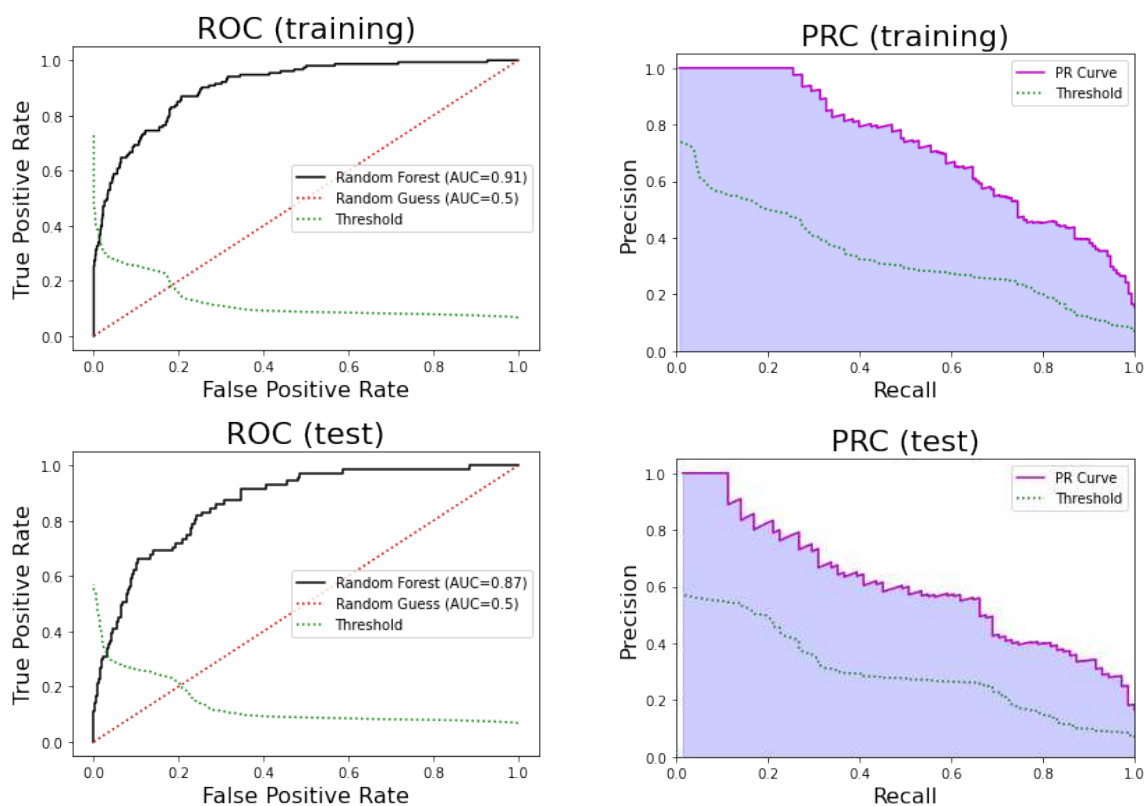 ROC (training)
True Positive Rate
1.0
0.8
0.6
0.4
0.2
0.0
Random Forest (AUC=0.91)
Random Guess (AUC=0.5)
Threshold
0.0 0.2 0.4 0.6 0.8 1.0
False Positive Rate
PRC (training)
Precision
1.0
0.8
0.6
0.4
0.2
0.0
PR Curve
Threshold
0.0 0.2 0.4 0.6 0.8 1.0
Recall
ROC (test)
True Positive Rate
1.0
0.8
0.6
0.4
0.2
0.0
Random Forest (AUC=0.87)
Random Guess (AUC=0.5)
Threshold
0.0 0.2 0.4 0.6 0.8 1.0
False Positive Rate
PRC (test)
Precision
1.0
0.8
0.6
0.4
0.2
0.0
PR Curve
Threshold
0.0 0.2 0.4 0.6 0.8 1.0
Recall